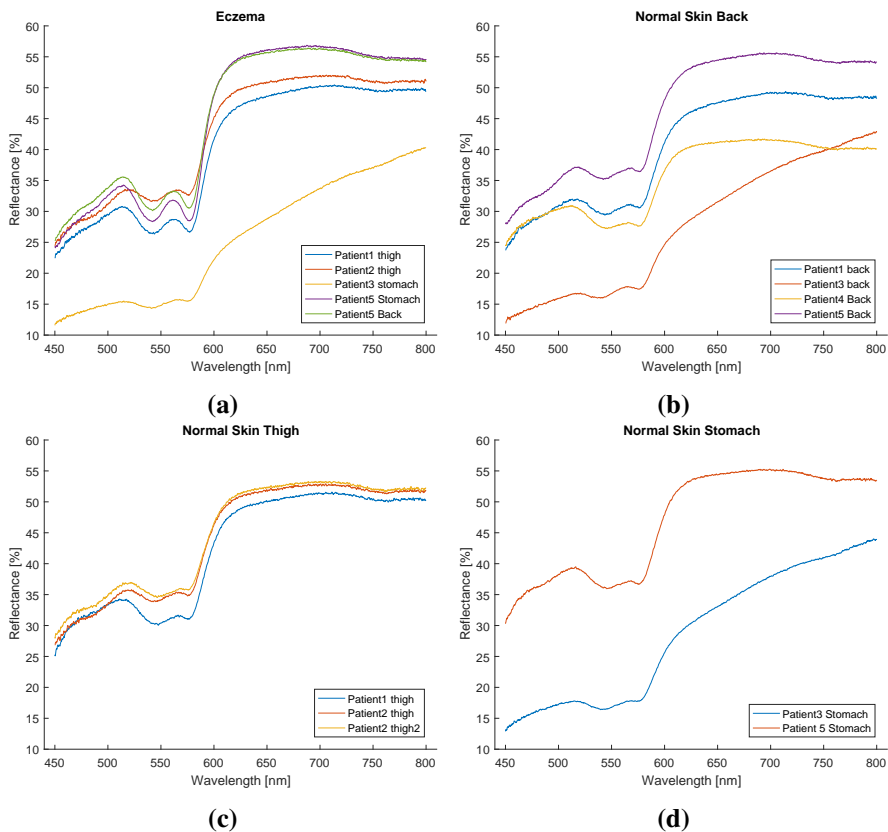 Eczema
60
55
50
45
40
35
30
25
20
15
10
Reflectance [%]
Patient1 thigh
Patient2 thigh
Patient3 stomach
Patient5 Stomach
Patient5 Back
450 500 550 600 650 700 750 800
Wavelength [nm]
(a)
Normal Skin Back
60
55
50
45
40
35
30
25
20
15
10
Reflectance [%]
Patient1 back
Patient3 back
Patient4 Back
Patient5 Back
450 500 550 600 650 700 750 800
Wavelength [nm]
(b)
Normal Skin Thigh
60
55
50
45
40
35
30
25
20
15
10
Reflectance [%]
Patient1 thigh
Patient2 thigh
Patient2 thigh2
450 500 550 600 650 700 750 800
Wavelength [nm]
(c)
Normal Skin Stomach
60
55
50
45
40
35
30
25
20
15
10
Reflectance [%]
Patient3 Stomach
Patient 5 Stomach
450 500 550 600 650 700 750 800
Wavelength [nm]
(d)